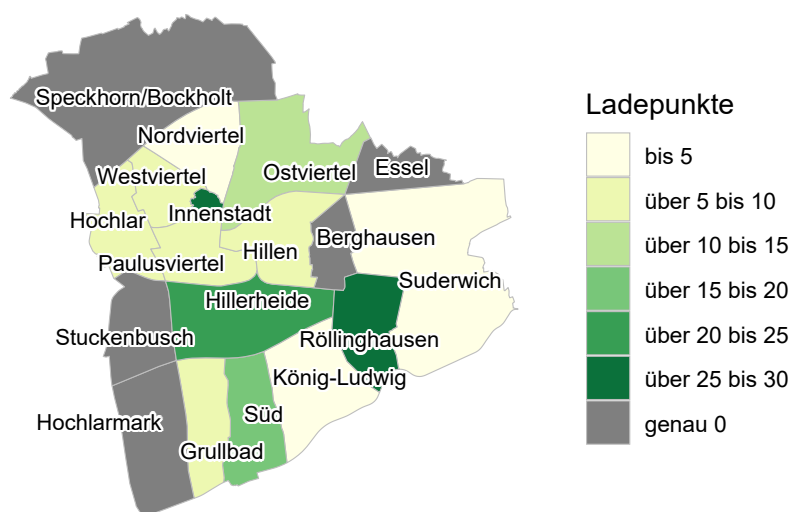 Speckhorn/Bockholt
Nordviertel
Westviertel
Ostviertel
Essel
Hochlar
Innenstadt
Paulusviertel
Hillen
Berghausen
Suderwich
Hillerheide
Stuckenbusch
Röllinghausen
König-Ludwig
Hochlarmark
Süd
Grullbad
Ladepunkte
bis 5
über 5 bis 10
über 10 bis 15
über 15 bis 20
über 20 bis 25
über 25 bis 30
genau 0